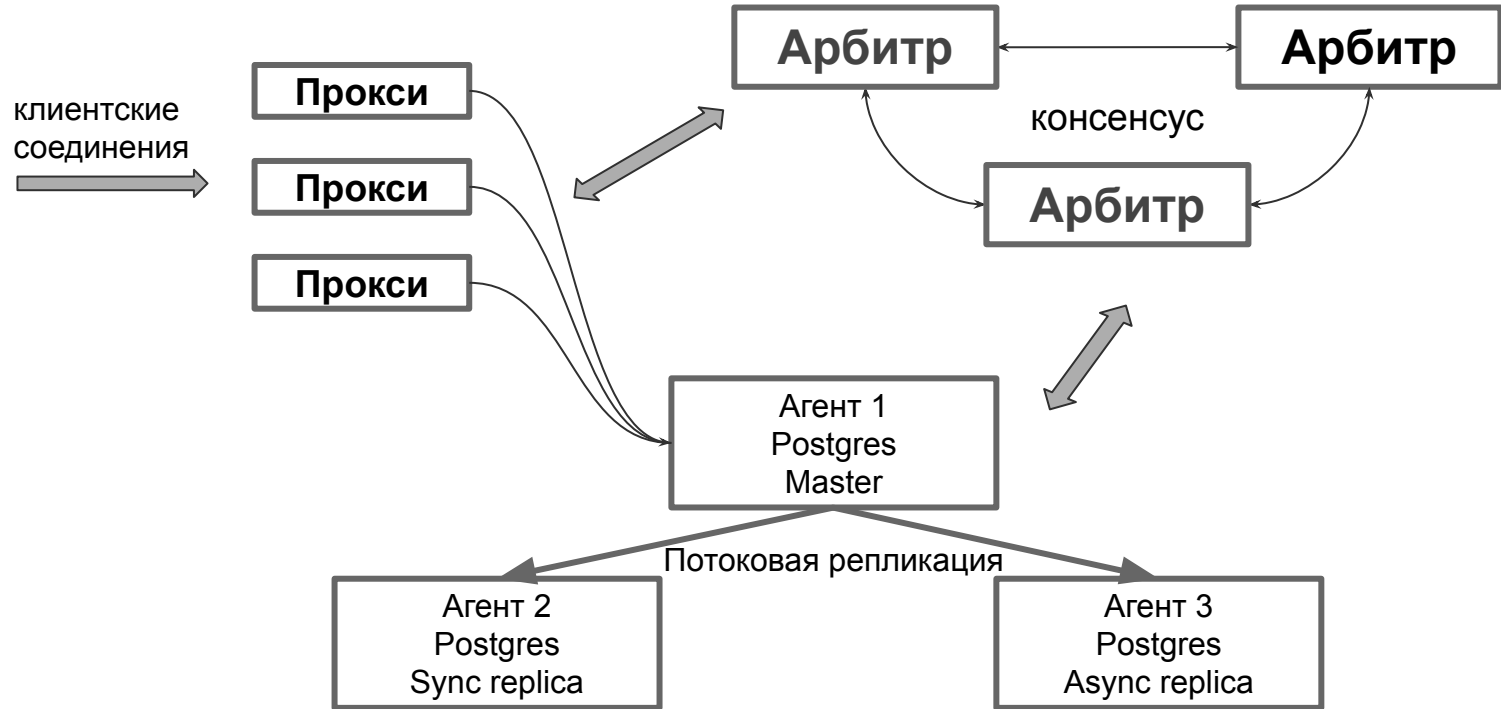 клиентские
соединения
Прокси
Прокси
Прокси
Арбитр
Арбитр
консенсус
Арбитр
Агент 1
Postgres
Master
Потоковая репликация
Агент 2
Postgres
Sync replica
Агент 3
Postgres
Async replica